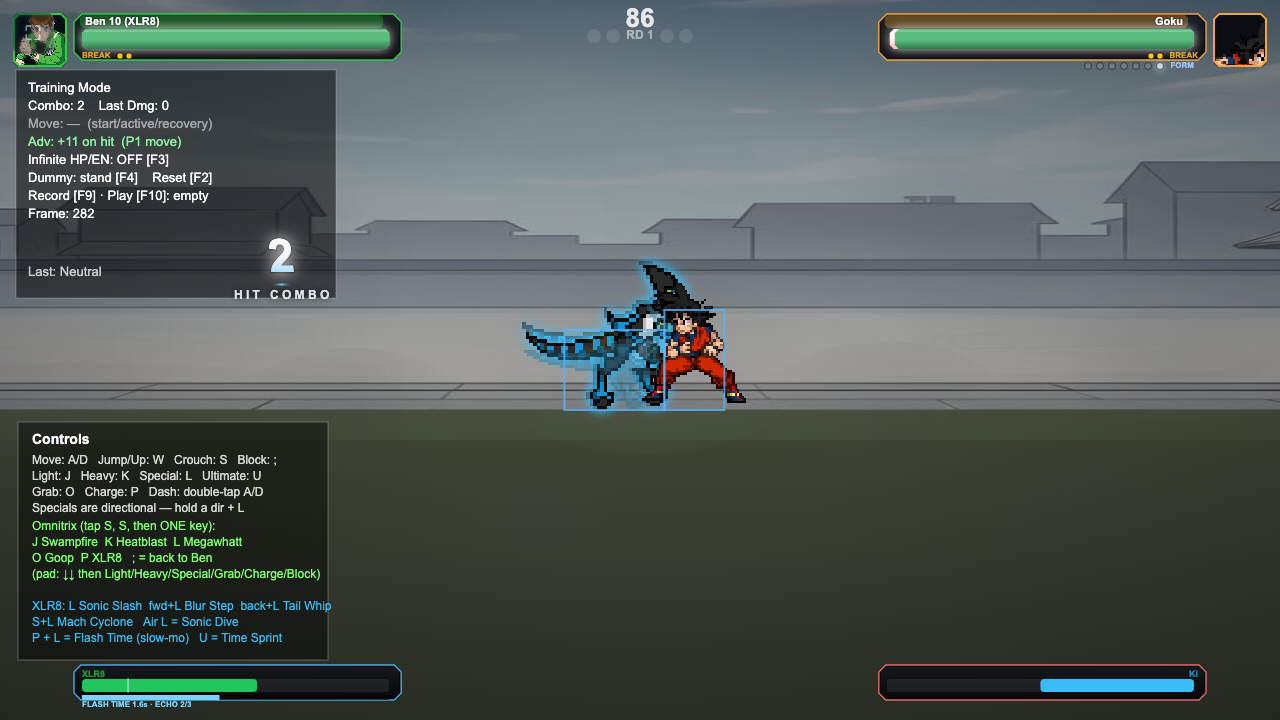 Ben 10 (XLR8)
BREAK
86
RD 1
Goku
BREAK
FORM
Training Mode
Combo: 2    Last Dmg: 0
Move: —  (start/active/recovery)
Adv: +11 on hit  (P1 move)
Infinite HP/EN: OFF [F3]
Dummy: stand [F4]    Reset [F2]
Record [F9] · Play [F10]: empty
Frame: 282
2
Last: Neutral
HIT COMBO
Controls
Move: A/D   Jump/Up: W   Crouch: S   Block: ;
Light: J   Heavy: K   Special: L   Ultimate: U
Grab: O   Charge: P   Dash: double-tap A/D
Specials are directional — hold a dir + L
Omnitrix (tap S, S, then ONE key):
J Swampfire  K Heatblast  L Megawhatt
O Goop  P XLR8   ; = back to Ben
(pad: ↓↓ then Light/Heavy/Special/Grab/Charge/Block)
XLR8: L Sonic Slash  fwd+L Blur Step  back+L Tail Whip
S+L Mach Cyclone   Air L = Sonic Dive
P + L = Flash Time (slow-mo)   U = Time Sprint
XLR8
FLASH TIME 1.6s · ECHO 2/3
Ki